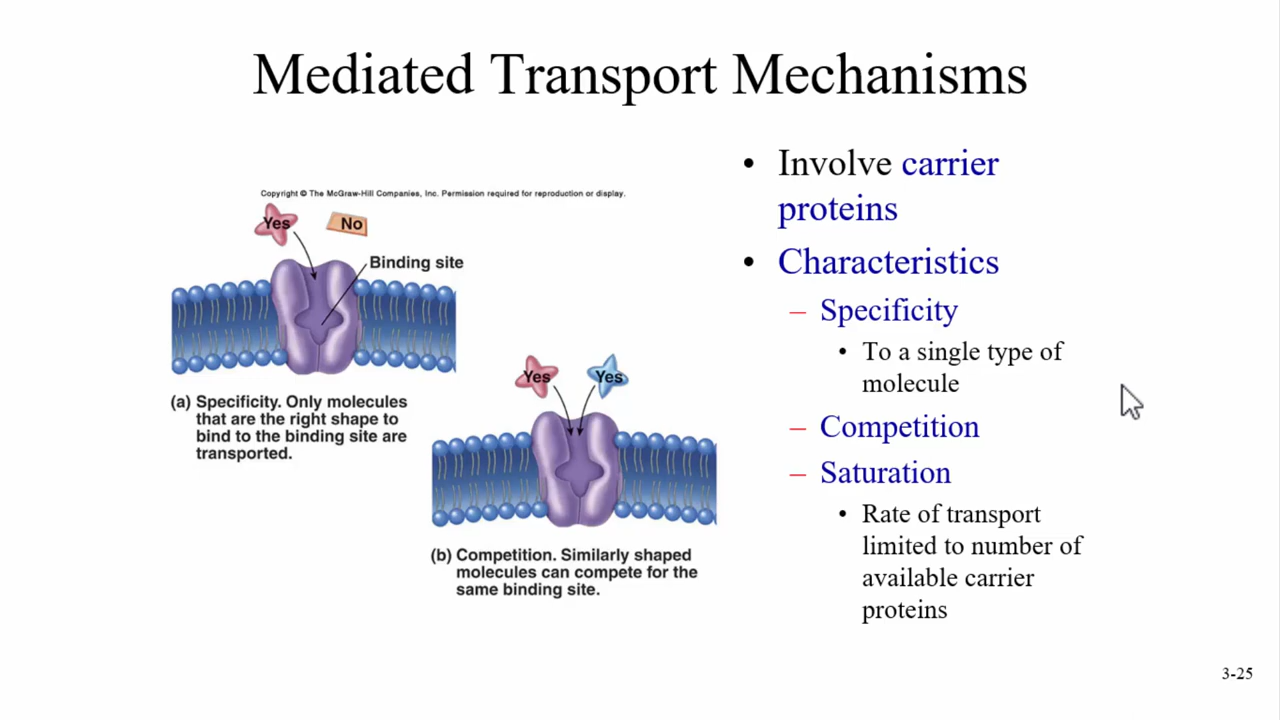 Mediated Transport Mechanisms
Copyright © The McGraw-Hill Companies, Inc. Permission required for reproduction or display.
Yes
No
Binding site
(a) Specificity. Only molecules
that are the right shape to
bind to the binding site are
transported.
Yes
Yes
(b) Competition. Similarly shaped
molecules can compete for the
same binding site.
• Involve carrier
proteins
• Characteristics
– Specificity
• To a single type of
molecule
– Competition
– Saturation
• Rate of transport
limited to number of
available carrier
proteins
3-25